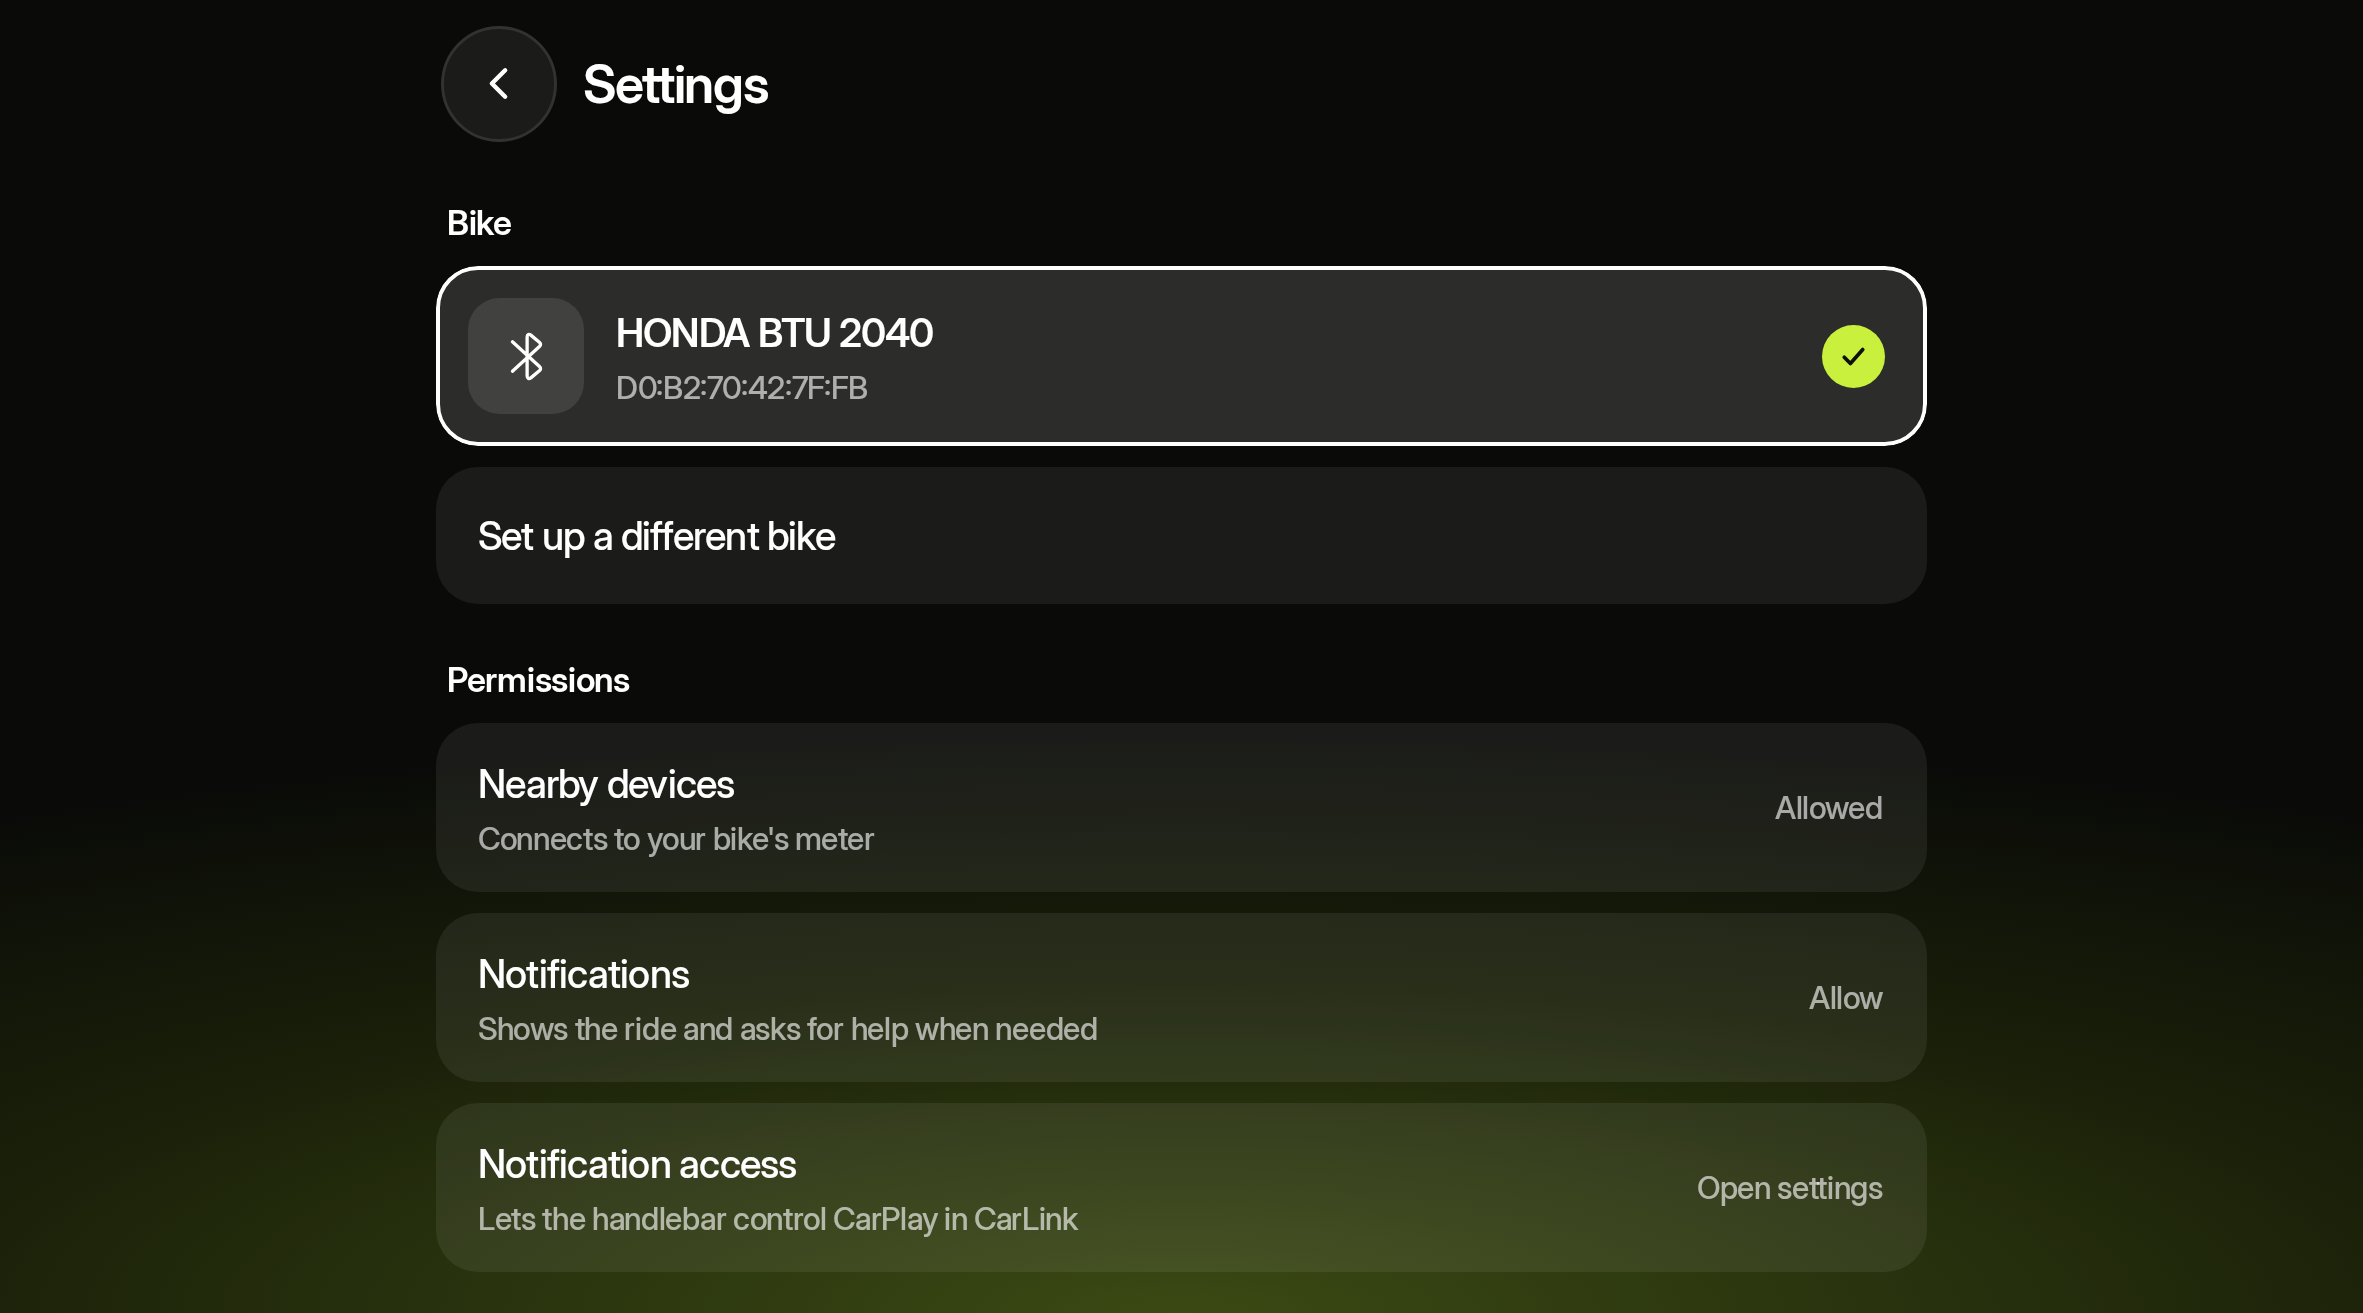 Settings
Bike
HONDA BTU 2040
D0:B2:70:42:7F:FB
Set up a different bike
Permissions
Nearby devices
Connects to your bike's meter
Allowed
Notifications
Shows the ride and asks for help when needed
Allow
Notification access
Lets the handlebar control CarPlay in CarLink
Open settings